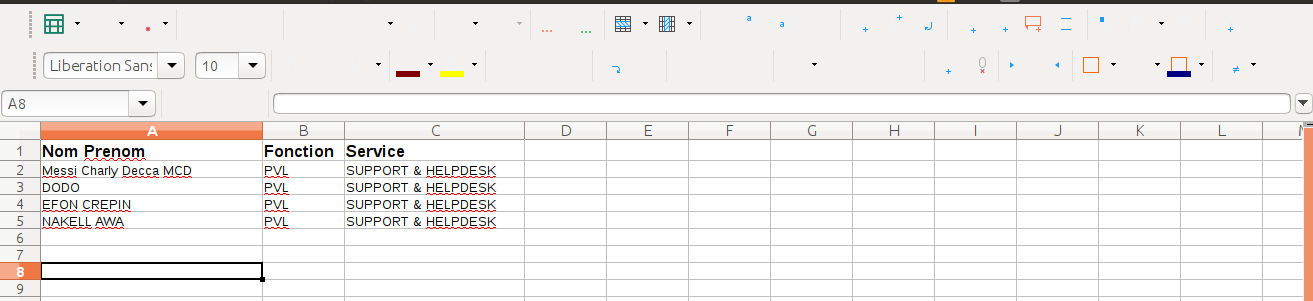 Liberation Sans 10
A8
A B C D E F G H I J K L
1 Nom Prenom Fonction Service
2 Messi Charly Decca MCD PVL SUPPORT & HELPDESK
3 DODO PVL SUPPORT & HELPDESK
4 EFON CREPIN PVL SUPPORT & HELPDESK
5 NAKELL AWA PVL SUPPORT & HELPDESK
6
7
8
9